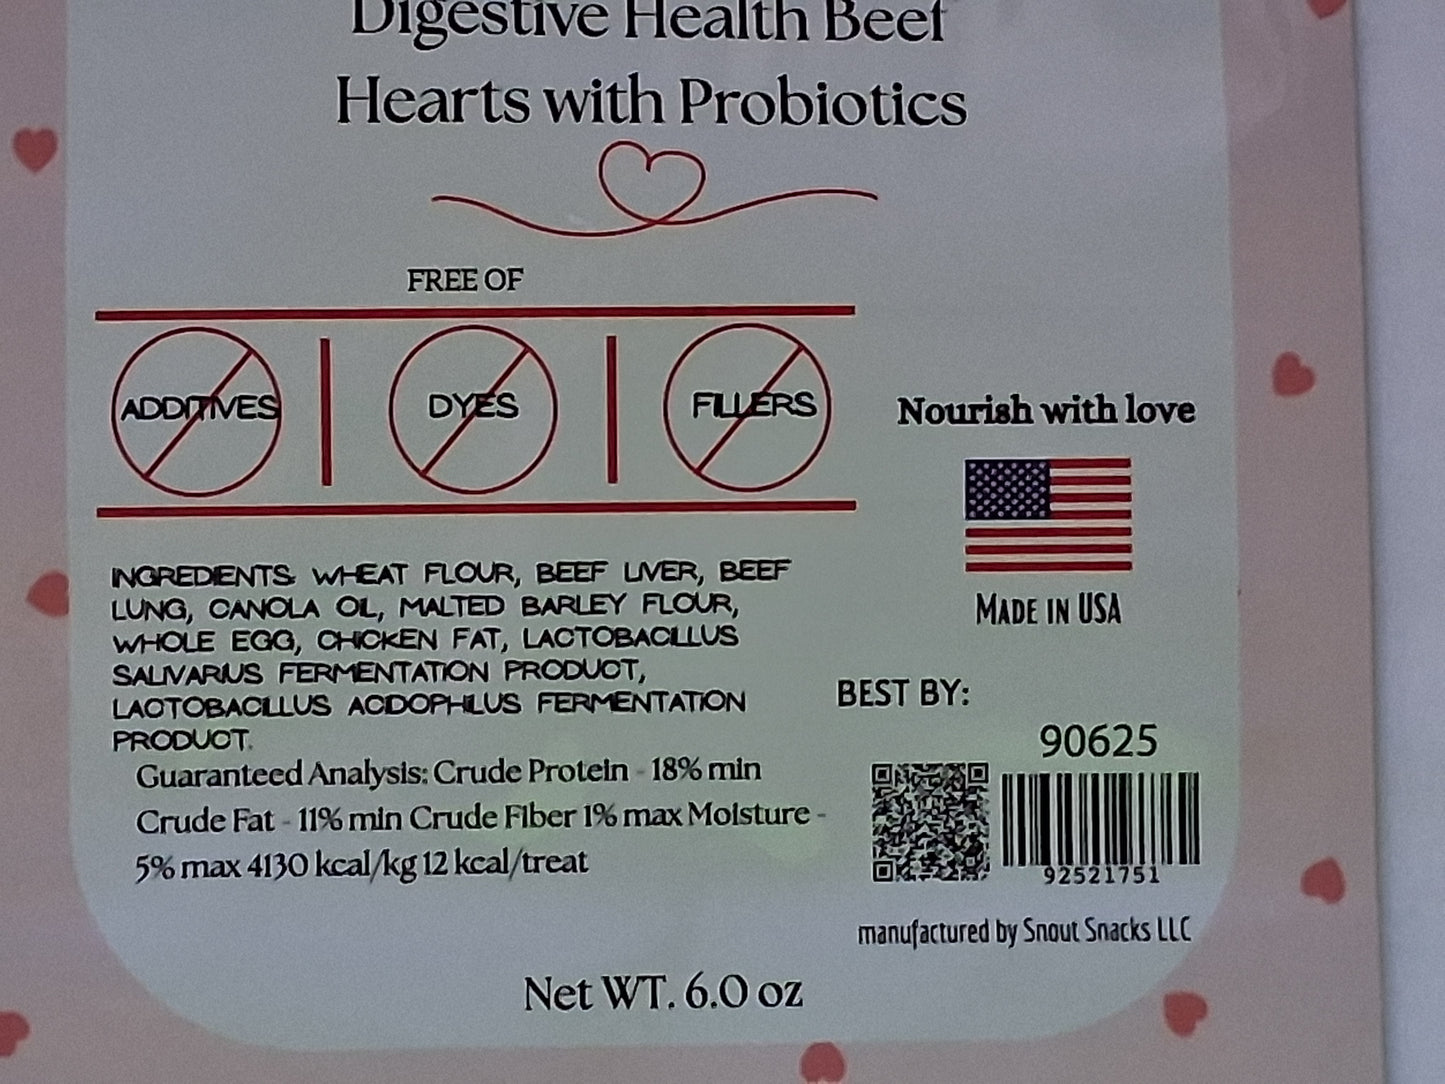 Digestive Health Beef
Hearts with Probiotics
FREE OF
ADDITIVES
DYES
FILLERS
Nourish with love
MADE IN USA
INGREDIENTS: WHEAT FLOUR, BEEF LIVER, BEEF
LUNG, CANOLA OIL, MALTED BARLEY FLOUR,
WHOLE EGG, CHICKEN FAT, LACTOBACILLUS
SALIVARIUS FERMENTATION PRODUCT,
LACTOBACILLUS ACIDOPHILUS FERMENTATION
PRODUCT.
Guaranteed Analysis: Crude Protein - 18% min
Crude Fat - 11% min Crude Fiber 1% max Moisture -
5% max 4130 kcal/kg 12 kcal/treat
BEST BY:
90625
92521751
manufactured by Snout Snacks LLC
Net WT. 6.0 oz